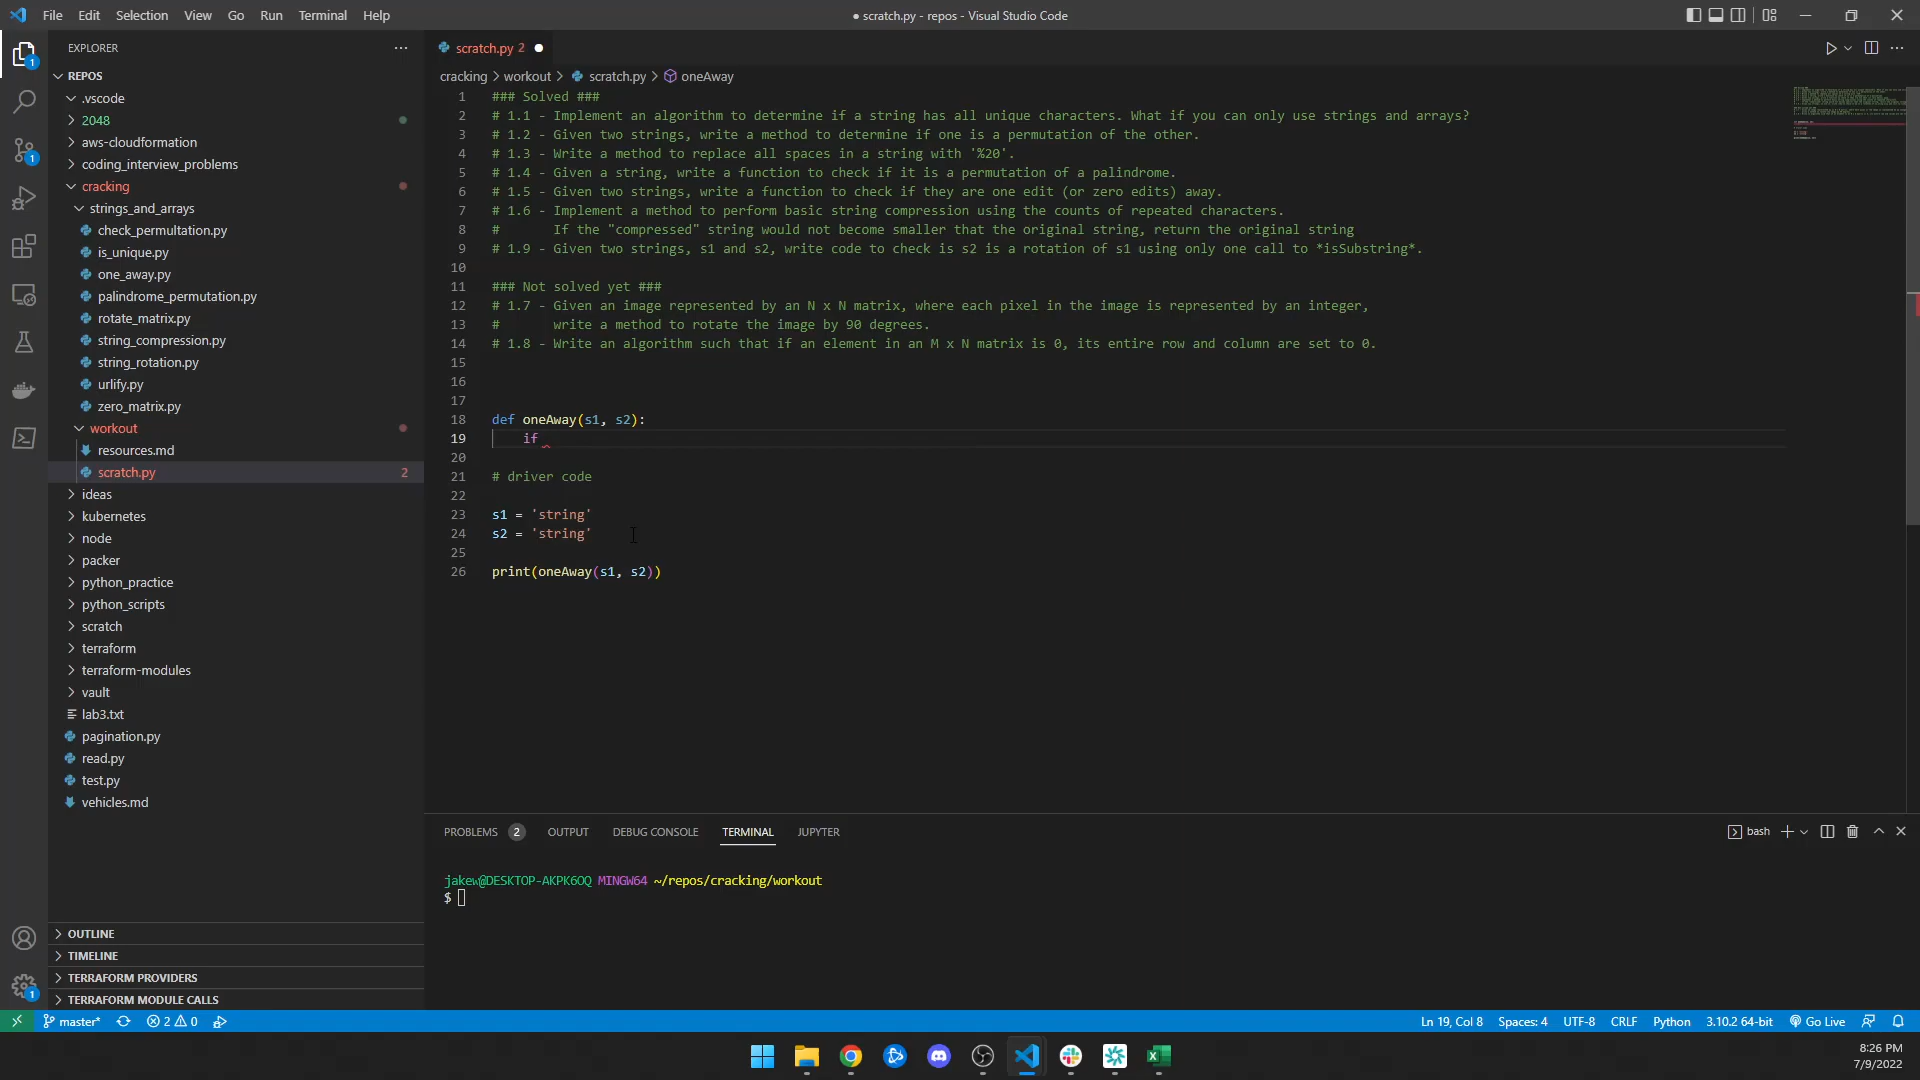 File Edit Selection View Go Run Terminal Help
● scratch.py - repos - Visual Studio Code
EXPLORER
REPOS
.vscode
2048
aws-cloudformation
coding_interview_problems
cracking
strings_and_arrays
check_permultation.py
is_unique.py
one_away.py
palindrome_permutation.py
rotate_matrix.py
string_compression.py
string_rotation.py
urlify.py
zero_matrix.py
workout
resources.md
scratch.py 2
ideas
kubernetes
node
packer
python_practice
python_scripts
scratch
terraform
terraform-modules
vault
lab3.txt
pagination.py
read.py
test.py
vehicles.md
OUTLINE
TIMELINE
TERRAFORM PROVIDERS
TERRAFORM MODULE CALLS
1
1
1
scratch.py 2
cracking > workout > scratch.py > oneAway
1 ### Solved ###
2 # 1.1 - Implement an algorithm to determine if a string has all unique characters. What if you can only use strings and arrays?
3 # 1.2 - Given two strings, write a method to determine if one is a permutation of the other.
4 # 1.3 - Write a method to replace all spaces in a string with '%20'.
5 # 1.4 - Given a string, write a function to check if it is a permutation of a palindrome.
6 # 1.5 - Given two strings, write a function to check if they are one edit (or zero edits) away.
7 # 1.6 - Implement a method to perform basic string compression using the counts of repeated characters.
8 #       If the "compressed" string would not become smaller that the original string, return the original string
9 # 1.9 - Given two strings, s1 and s2, write code to check is s2 is a rotation of s1 using only one call to *isSubstring*.
10
11 ### Not solved yet ###
12 # 1.7 - Given an image represented by an N x N matrix, where each pixel in the image is represented by an integer,
13 #       write a method to rotate the image by 90 degrees.
14 # 1.8 - Write an algorithm such that if an element in an M x N matrix is 0, its entire row and column are set to 0.
15
16
17
18 def oneAway(s1, s2):
19     if
20
21 # driver code
22
23 s1 = 'string'
24 s2 = 'string'
25
26 print(oneAway(s1, s2))
PROBLEMS 2 OUTPUT DEBUG CONSOLE TERMINAL JUPYTER
bash
jakew@DESKTOP-AKPK6OQ MINGW64 ~/repos/cracking/workout
$
master* 2 0
Ln 19, Col 8 Spaces: 4 UTF-8 CRLF Python 3.10.2 64-bit Go Live
8:26 PM
7/9/2022